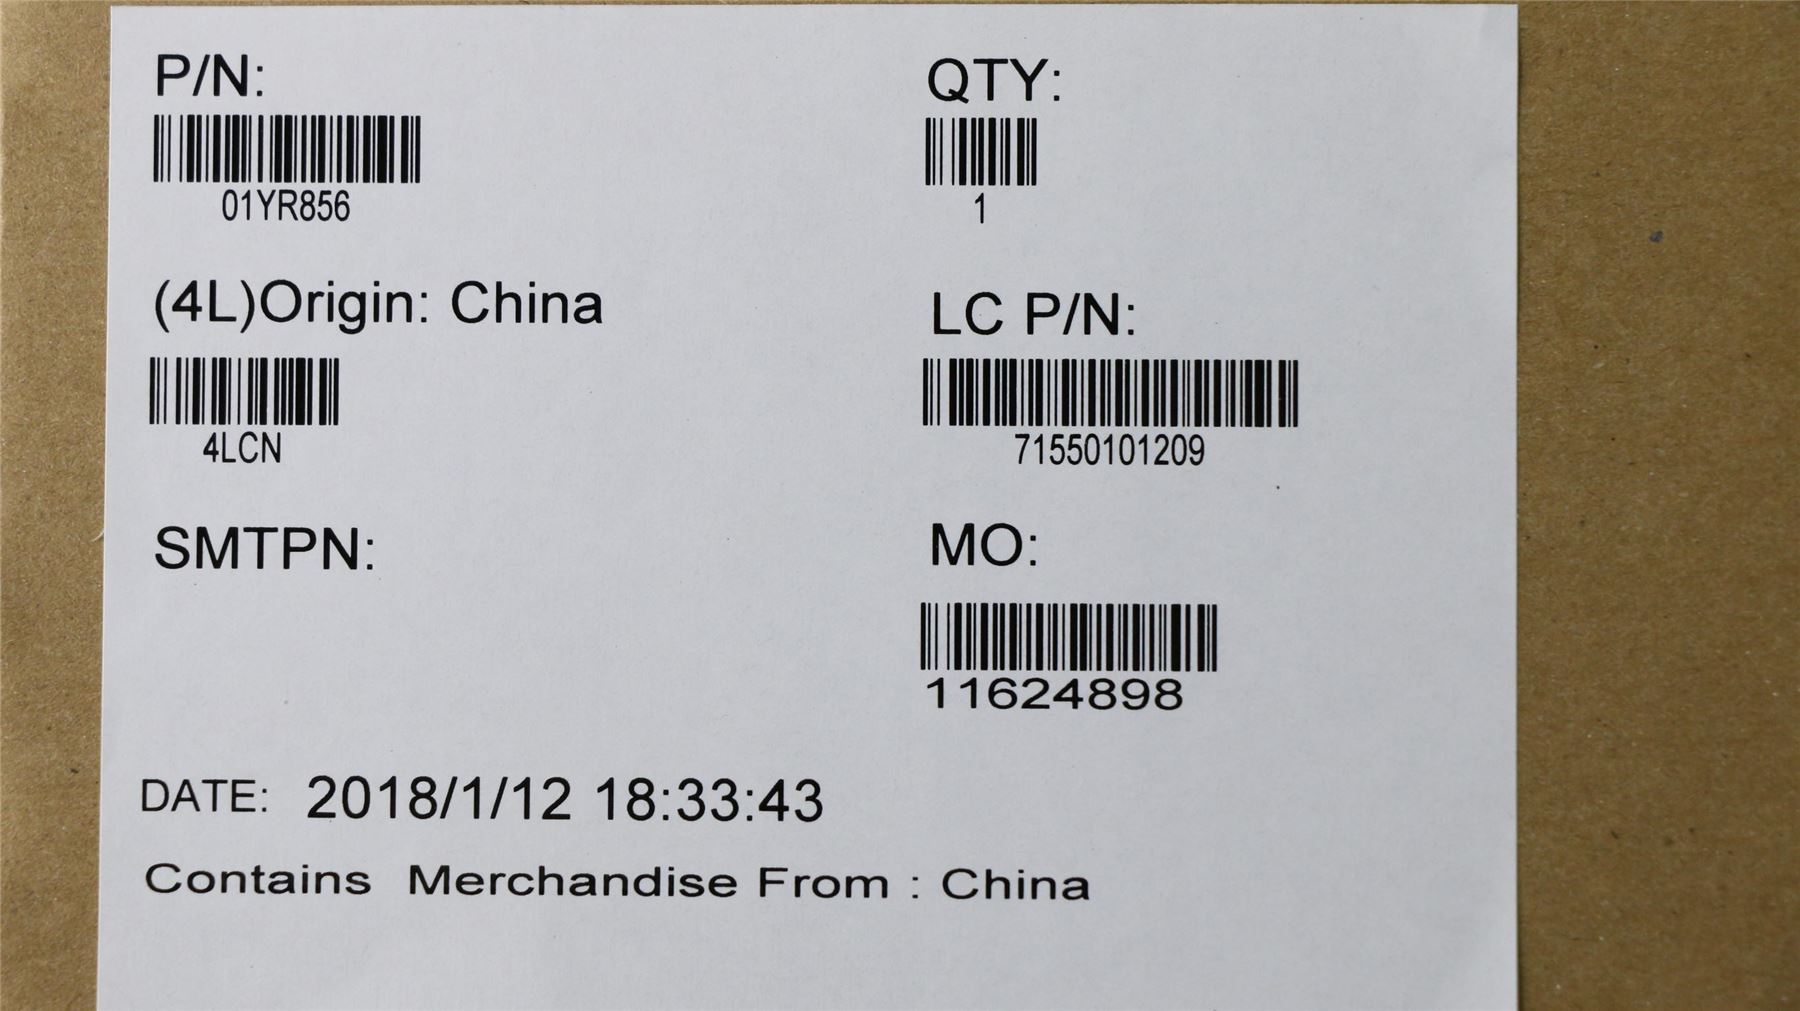 P/N:
QTY:
01YR856
1
(4L)Origin: China
LC P/N:
4LCN
71550101209
SMTPN:
MO:
11624898
DATE: 2018/1/12 18:33:43
Contains Merchandise From : China